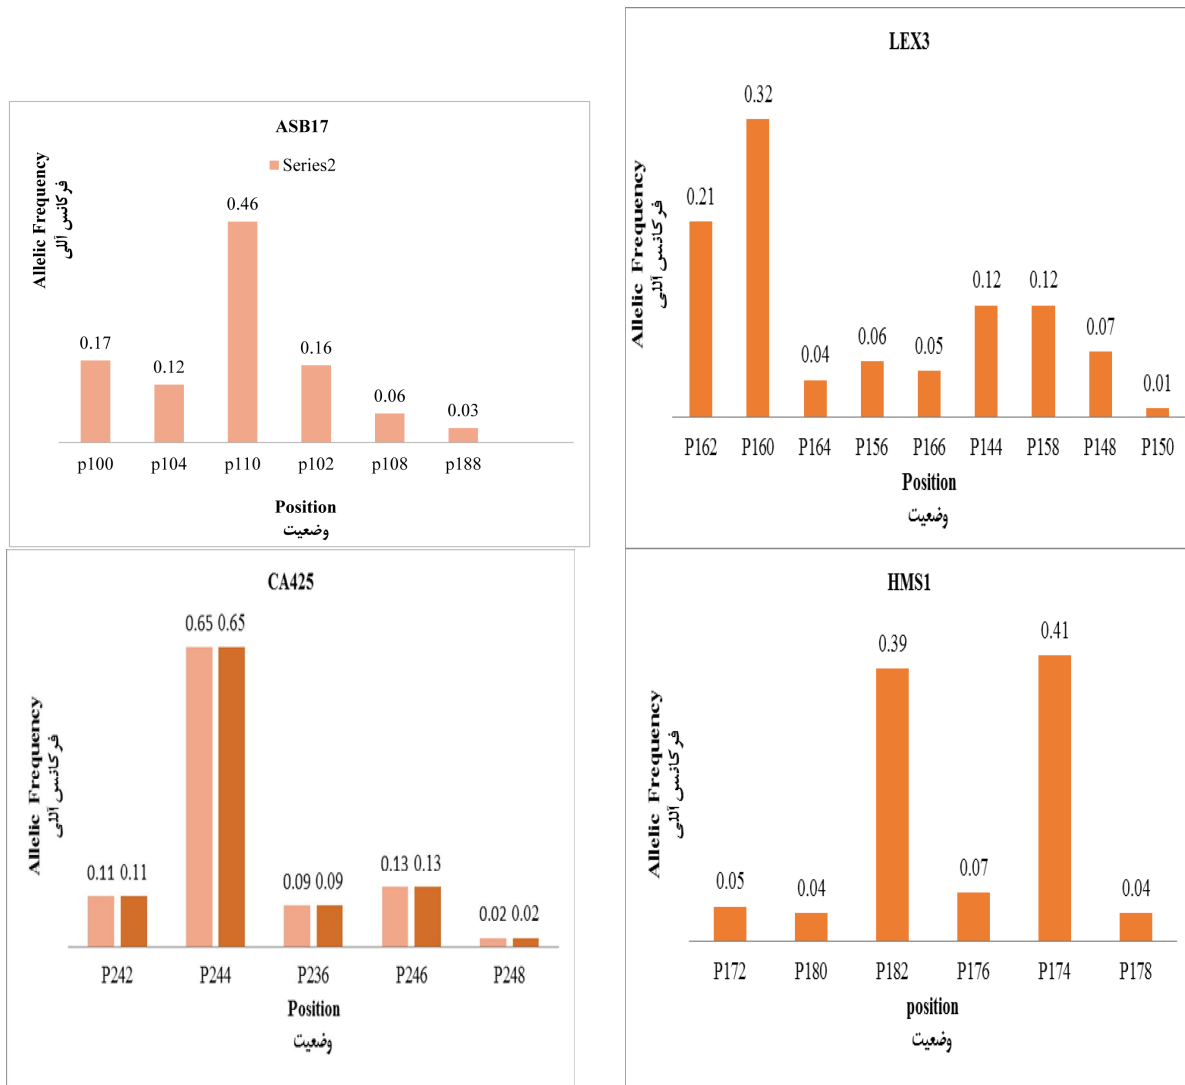 ASB17
Series2
Allelic Frequency
فرکانس آللی
0.17
0.12
0.46
0.16
0.06
0.03
p100 p104 p110 p102 p108 p188
Position
وضعیت
LEX3
Allelic Frequency
فرکانس آللی
0.21
0.32
0.04
0.06
0.05
0.12
0.12
0.07
0.01
P162 P160 P164 P156 P166 P144 P158 P148 P150
Position
وضعیت
CA425
Allelic Frequency
فرکانس آللی
0.11 0.11
0.65 0.65
0.09 0.09
0.13 0.13
0.02 0.02
P242 P244 P236 P246 P248
Position
وضعیت
HMS1
Allelic Frequency
فرکانس آللی
0.05
0.04
0.39
0.07
0.41
0.04
P172 P180 P182 P176 P174 P178
position
وضعیت